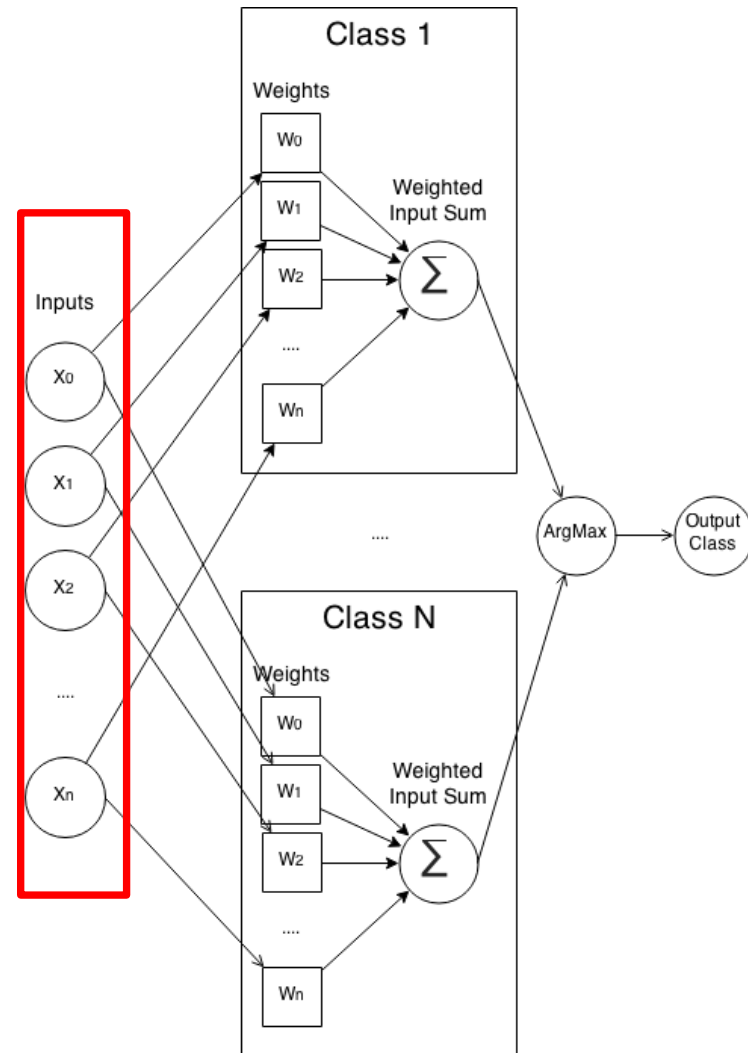 Class 1
Weights
W0
W1
W2
....
Wn
Weighted
Input Sum
Σ
Inputs
X0
X1
X2
....
Xn
....
ArgMax
Output
Class
Class N
Weights
W0
W1
W2
....
Wn
Weighted
Input Sum
Σ